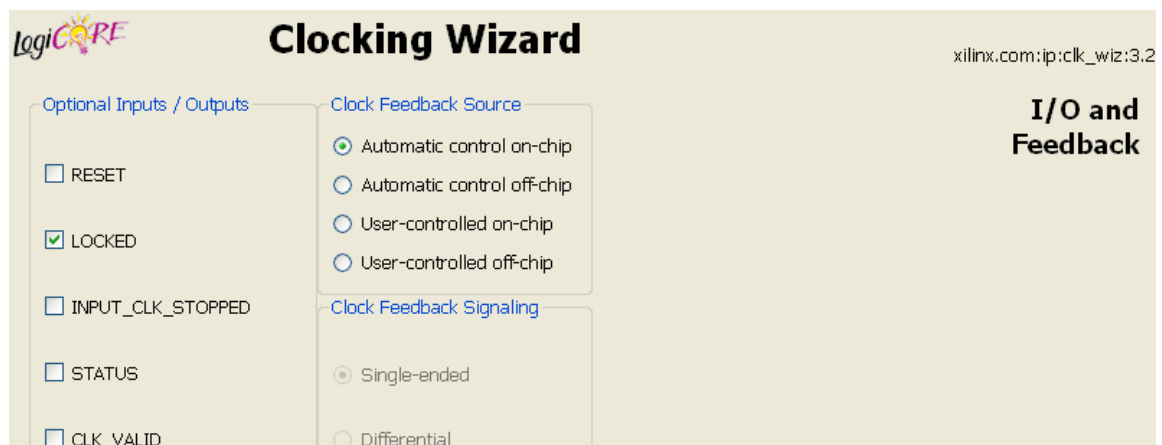 LogiCORE
Clocking Wizard
xilinx.com:ip:clk_wiz:3.2
I/O and
Feedback
Optional Inputs / Outputs
RESET
LOCKED
INPUT_CLK_STOPPED
STATUS
CLK_VALID
Clock Feedback Source
Automatic control on-chip
Automatic control off-chip
User-controlled on-chip
User-controlled off-chip
Clock Feedback Signaling
Single-ended
Differential